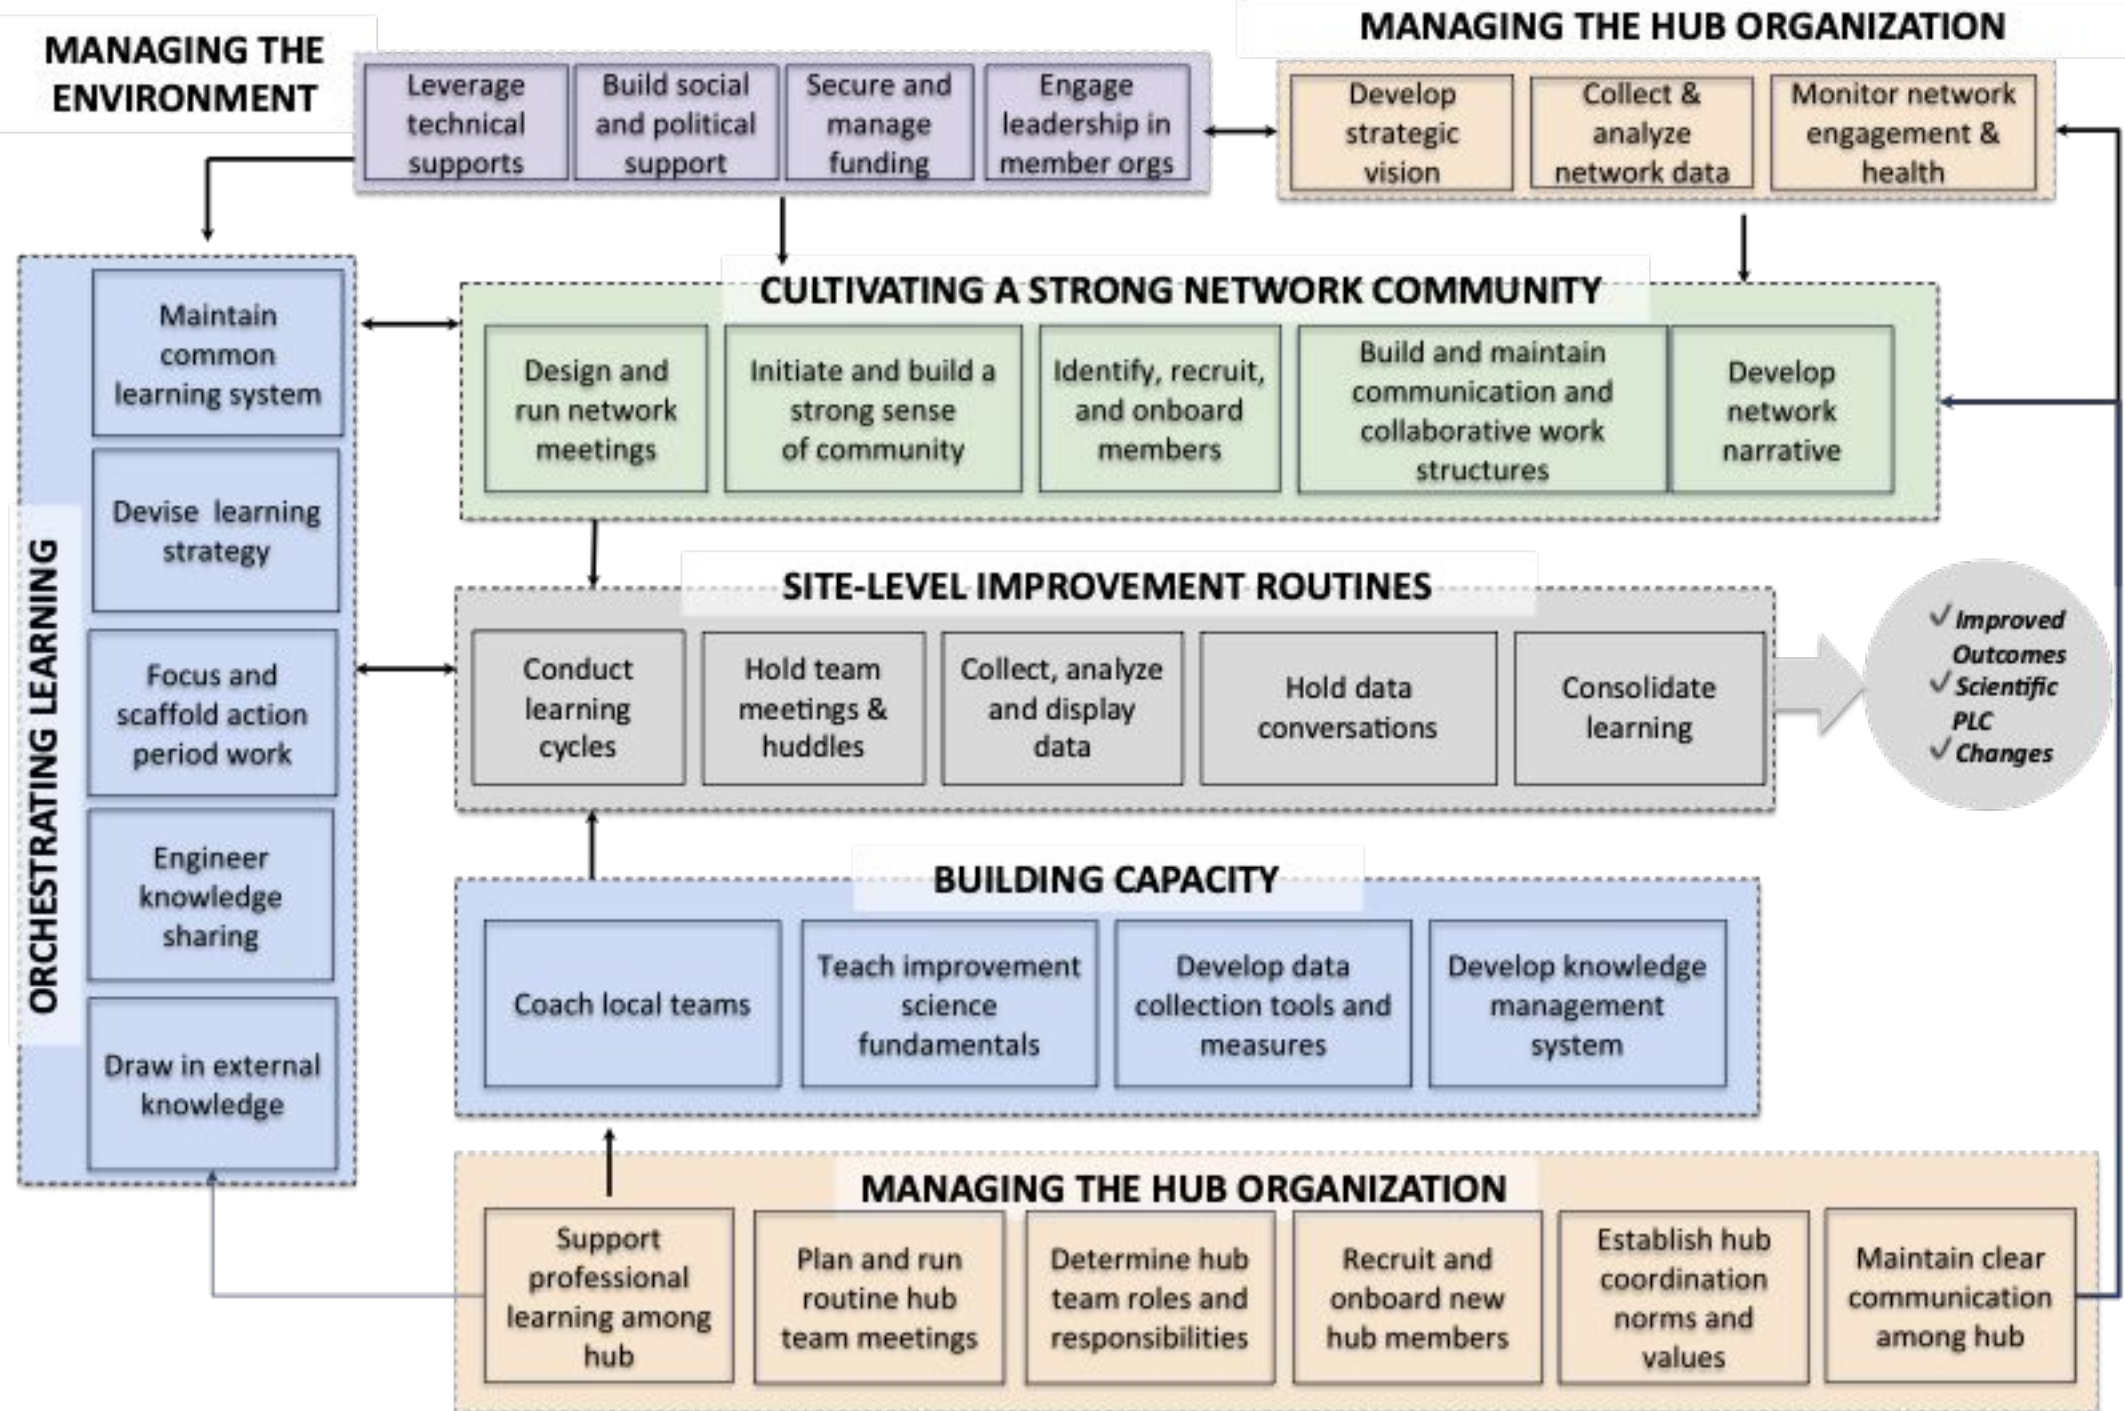 MANAGING THE
ENVIRONMENT
Leverage
technical
supports
Build social
and political
support
Secure and
manage
funding
Engage
leadership in
member orgs
MANAGING THE HUB ORGANIZATION
Develop
strategic
vision
Collect &
analyze
network data
Monitor network
engagement &
health
ORCHESTRATING LEARNING
Maintain
common
learning system
Devise learning
strategy
Focus and
scaffold action
period work
Engineer
knowledge
sharing
Draw in external
knowledge
CULTIVATING A STRONG NETWORK COMMUNITY
Design and
run network
meetings
Initiate and build a
strong sense
of community
Identify, recruit,
and onboard
members
Build and maintain
communication and
collaborative work
structures
Develop
network
narrative
SITE-LEVEL IMPROVEMENT ROUTINES
Conduct
learning
cycles
Hold team
meetings &
huddles
Collect, analyze
and display
data
Hold data
conversations
Consolidate
learning
✓ Improved
Outcomes
✓ Scientific
PLC
✓ Changes
BUILDING CAPACITY
Coach local teams
Teach improvement
science
fundamentals
Develop data
collection tools and
measures
Develop knowledge
management
system
MANAGING THE HUB ORGANIZATION
Support
professional
learning among
hub
Plan and run
routine hub
team meetings
Determine hub
team roles and
responsibilities
Recruit and
onboard new
hub members
Establish hub
coordination
norms and
values
Maintain clear
communication
among hub